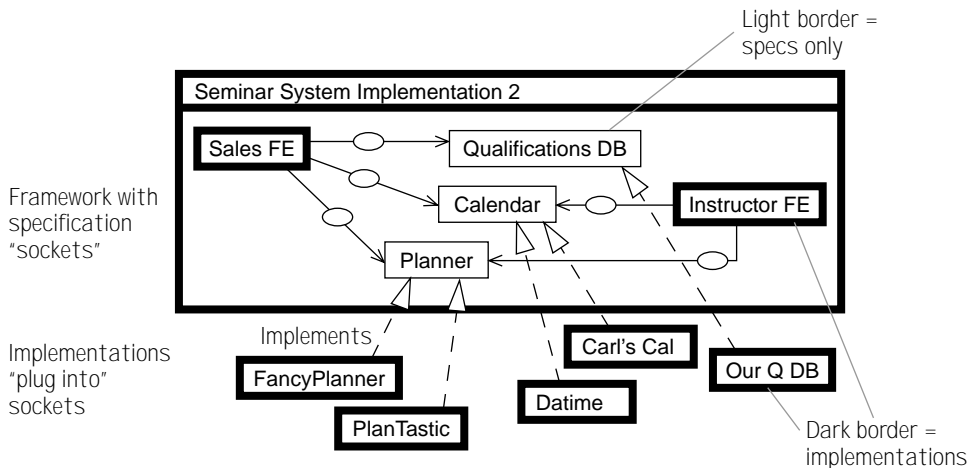 Light border =
specs only
Seminar System Implementation 2
Sales FE
Qualifications DB
Framework with
specification
“sockets”
Calendar
Instructor FE
Planner
Implements
Implementations
“plug into”
sockets
Carl’s Cal
FancyPlanner
Our Q DB
Datime
PlanTastic
Dark border =
implementations